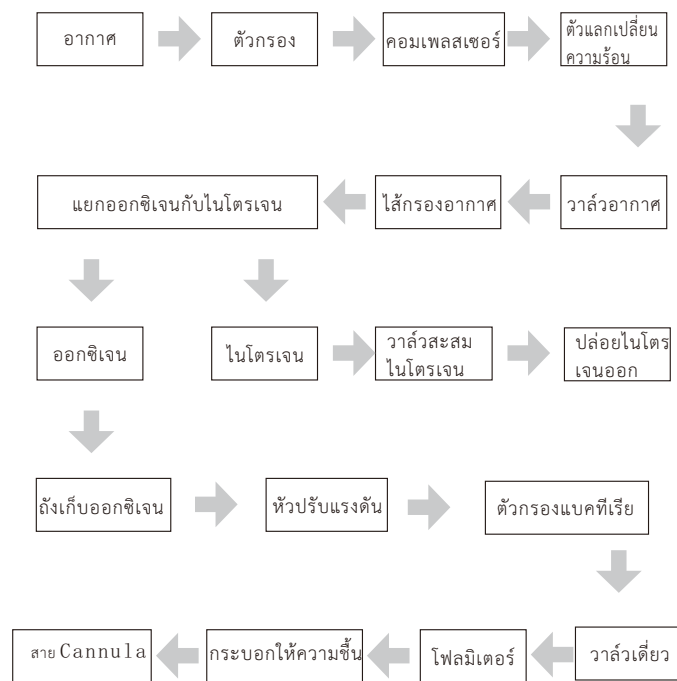 อากาศ
ตัวกรอง
คอมเพลสเซอร์
ตัวแลกเปลี่ยน
ความร้อน
วาล์วอากาศ
ไส้กรองอากาศ
แยกออกซิเจนกับไนโตรเจน
ออกซิเจน
ไนโตรเจน
วาล์วสะสม
ไนโตรเจน
ปล่อยไนโตร
เจนออก
ถังเก็บออกซิเจน
หัวปรับแรงดัน
ตัวกรองแบคทีเรีย
วาล์วเดี่ยว
โฟลมิเตอร์
กระบอกให้ความชื้น
สาย Cannula